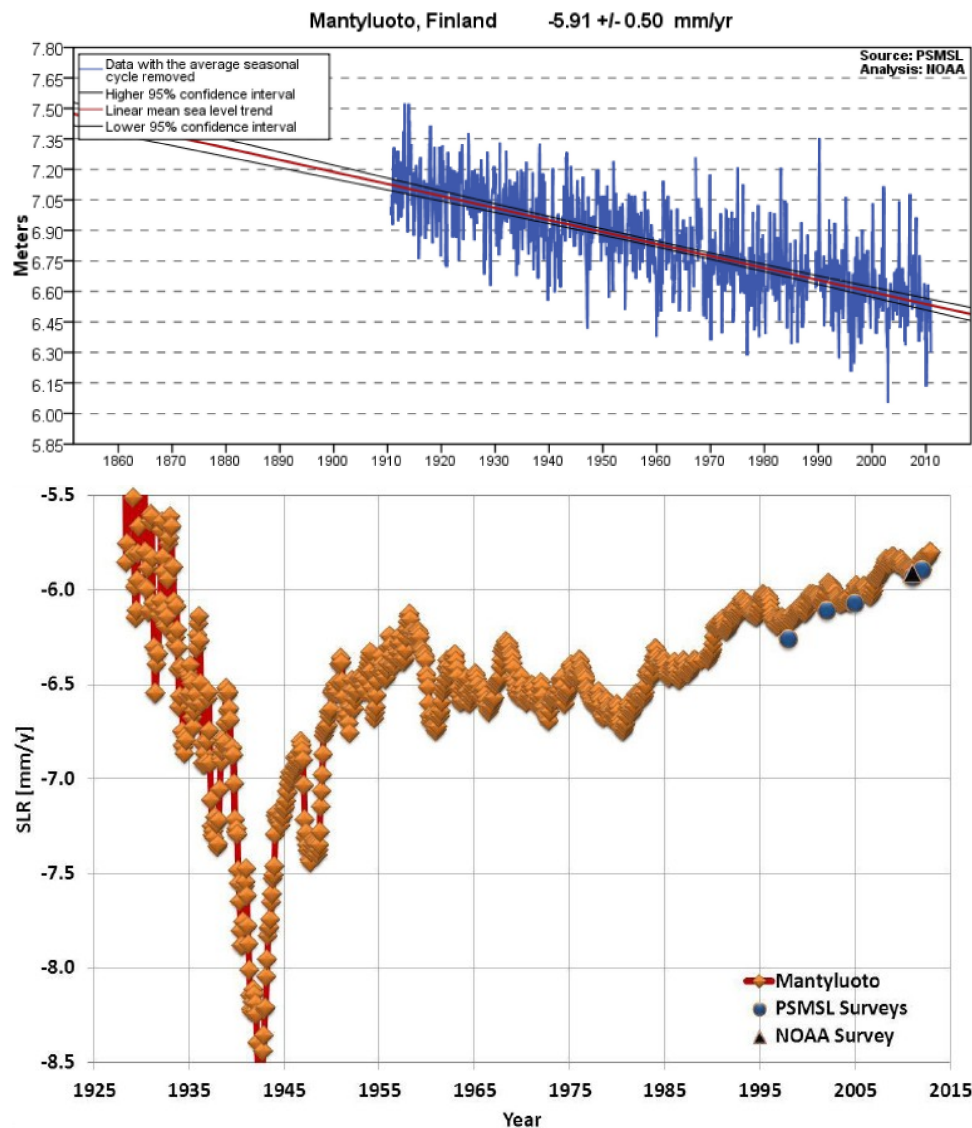 Mantyluoto, Finland -5.91 +/- 0.50 mm/yr
Data with the average seasonal
cycle removed
Higher 95% confidence interval
Linear mean sea level trend
Lower 95% confidence interval
Source: PSMSL
Analysis: NOAA
Meters
7.80
7.65
7.50
7.35
7.20
7.05
6.90
6.75
6.60
6.45
6.30
6.15
6.00
5.85
1860 1870 1880 1890 1900 1910 1920 1930 1940 1950 1960 1970 1980 1990 2000 2010
SLR [mm/y]
-5.5
-6.0
-6.5
-7.0
-7.5
-8.0
-8.5
Mantyluoto
PSMSL Surveys
NOAA Survey
1925 1935 1945 1955 1965 1975 1985 1995 2005 2015
Year